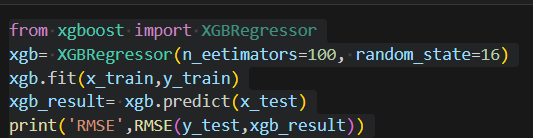 from xgboost import XGBRegressor
xgb= XGBRegressor(n_eetimators=100, random_state=16)
xgb.fit(x_train,y_train)
xgb_result= xgb.predict(x_test)
print('RMSE',RMSE(y_test,xgb_result))